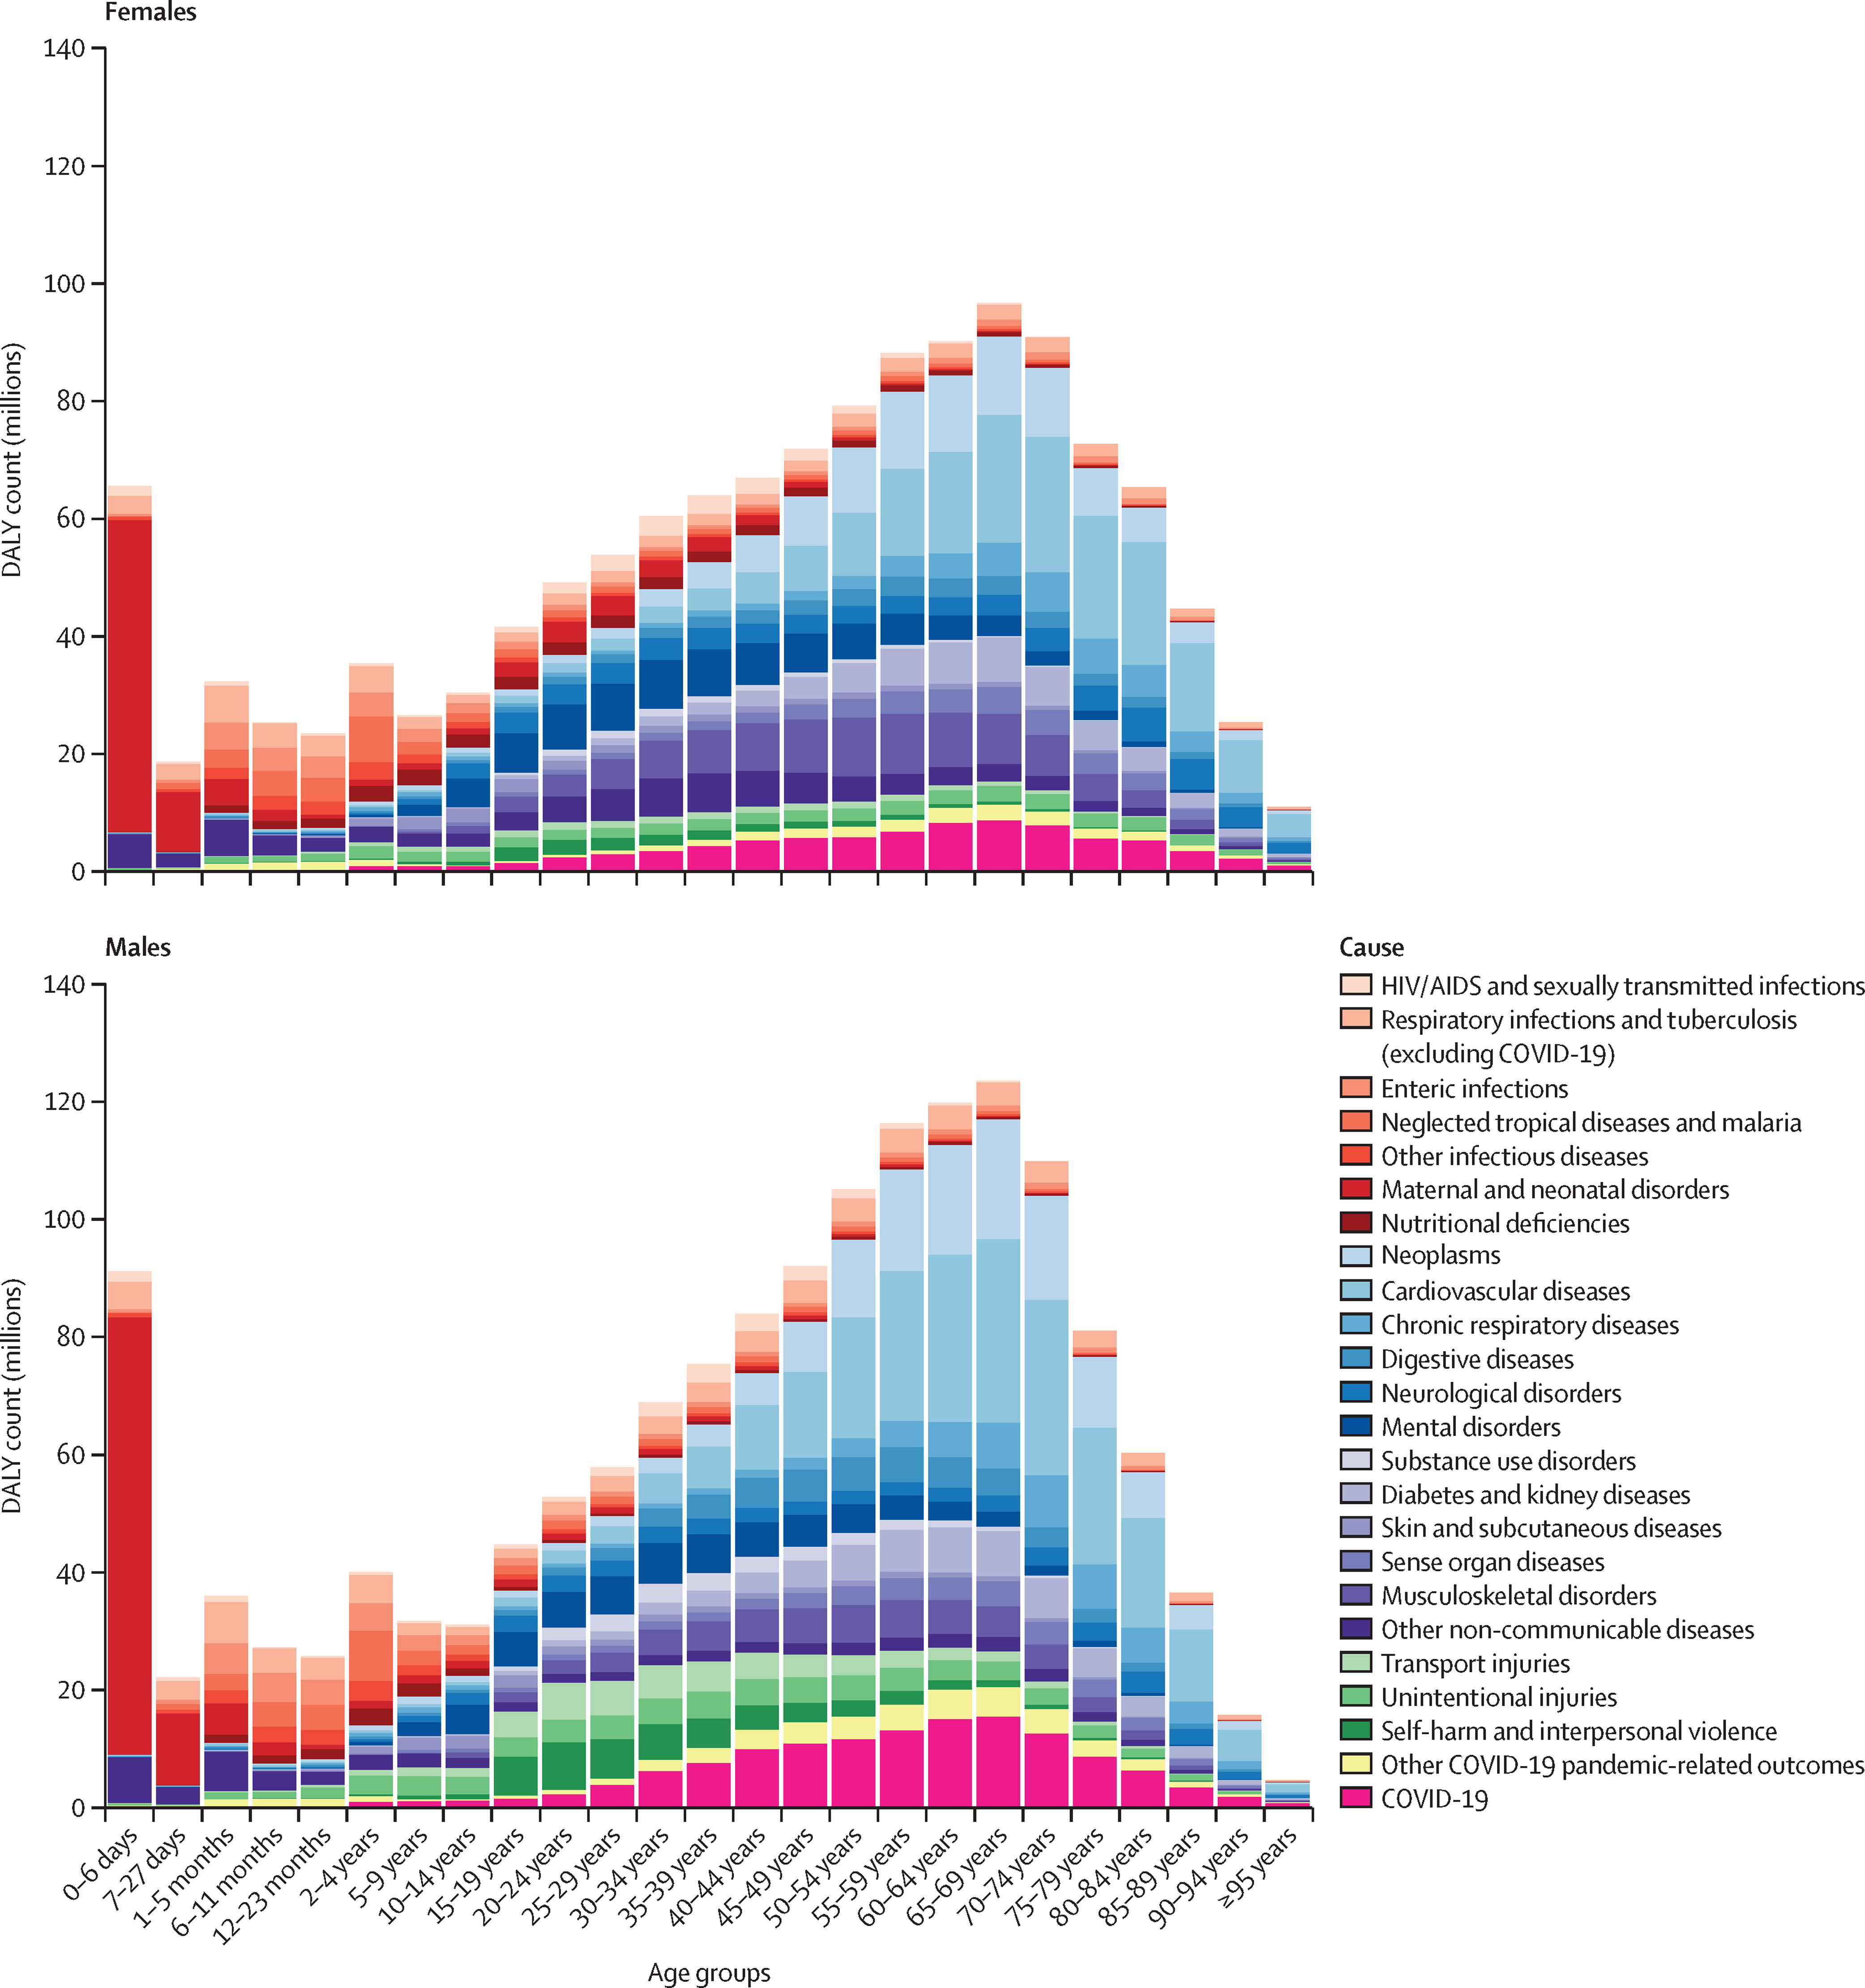 Females
140
120
100
80
60
40
20
0
DALY count (millions)
Males
140
120
100
80
60
40
20
0
DALY count (millions)
0–6 days
7–27 days
1–5 months
6–11 months
12–23 months
2–4 years
5–9 years
10–14 years
15–19 years
20–24 years
25–29 years
30–34 years
35–39 years
40–44 years
45–49 years
50–54 years
55–59 years
60–64 years
65–69 years
70–74 years
75–79 years
80–84 years
85–89 years
90–94 years
≥95 years
Age groups
Cause
HIV/AIDS and sexually transmitted infections
Respiratory infections and tuberculosis
(excluding COVID-19)
Enteric infections
Neglected tropical diseases and malaria
Other infectious diseases
Maternal and neonatal disorders
Nutritional deficiencies
Neoplasms
Cardiovascular diseases
Chronic respiratory diseases
Digestive diseases
Neurological disorders
Mental disorders
Substance use disorders
Diabetes and kidney diseases
Skin and subcutaneous diseases
Sense organ diseases
Musculoskeletal disorders
Other non-communicable diseases
Transport injuries
Unintentional injuries
Self-harm and interpersonal violence
Other COVID-19 pandemic-related outcomes
COVID-19